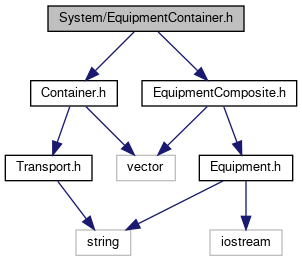 System/EquipmentContainer.h
Container.h
EquipmentComposite.h
Transport.h
vector
Equipment.h
string
iostream